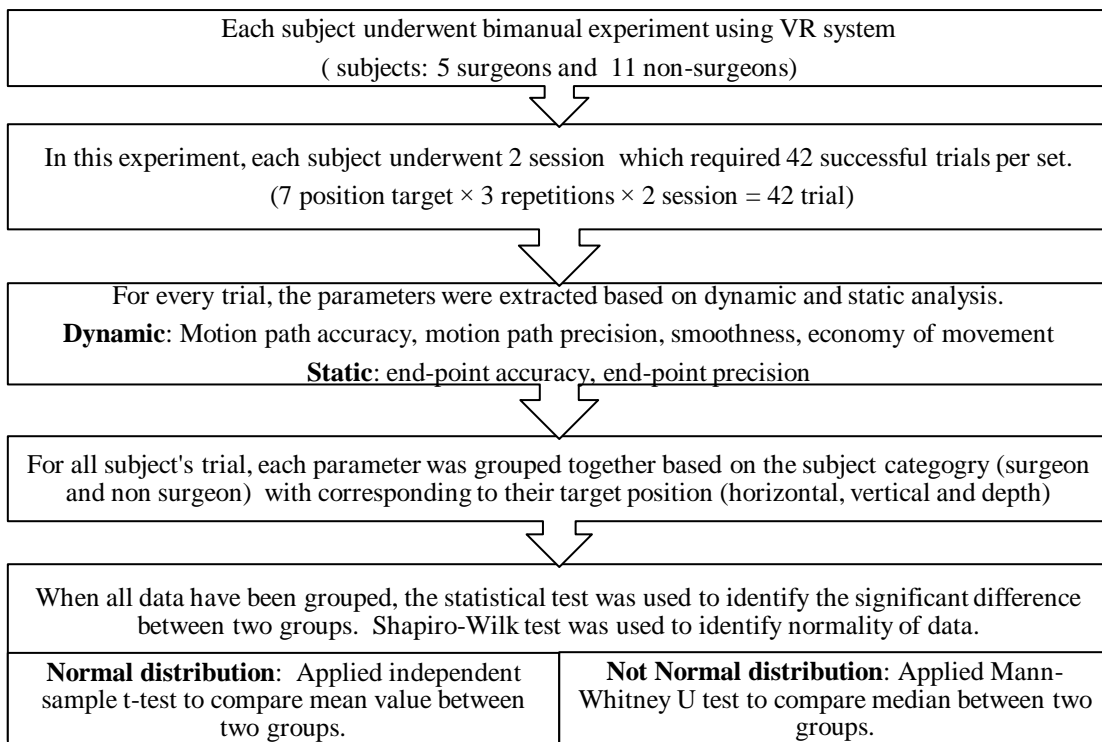 Each subject underwent bimanual experiment using VR system
( subjects: 5 surgeons and 11 non-surgeons)
In this experiment, each subject underwent 2 session which required 42 successful trials per set.
(7 position target × 3 repetitions × 2 session = 42 trial)
For every trial, the parameters were extracted based on dynamic and static analysis.
Dynamic: Motion path accuracy, motion path precision, smoothness, economy of movement
Static: end-point accuracy, end-point precision
For all subject's trial, each parameter was grouped together based on the subject categogry (surgeon
and non surgeon) with corresponding to their target position (horizontal, vertical and depth)
When all data have been grouped, the statistical test was used to identify the significant difference
between two groups. Shapiro-Wilk test was used to identify normality of data.
Normal distribution: Applied independent
sample t-test to compare mean value between
two groups.
Not Normal distribution: Applied Mann-
Whitney U test to compare median between two
groups.